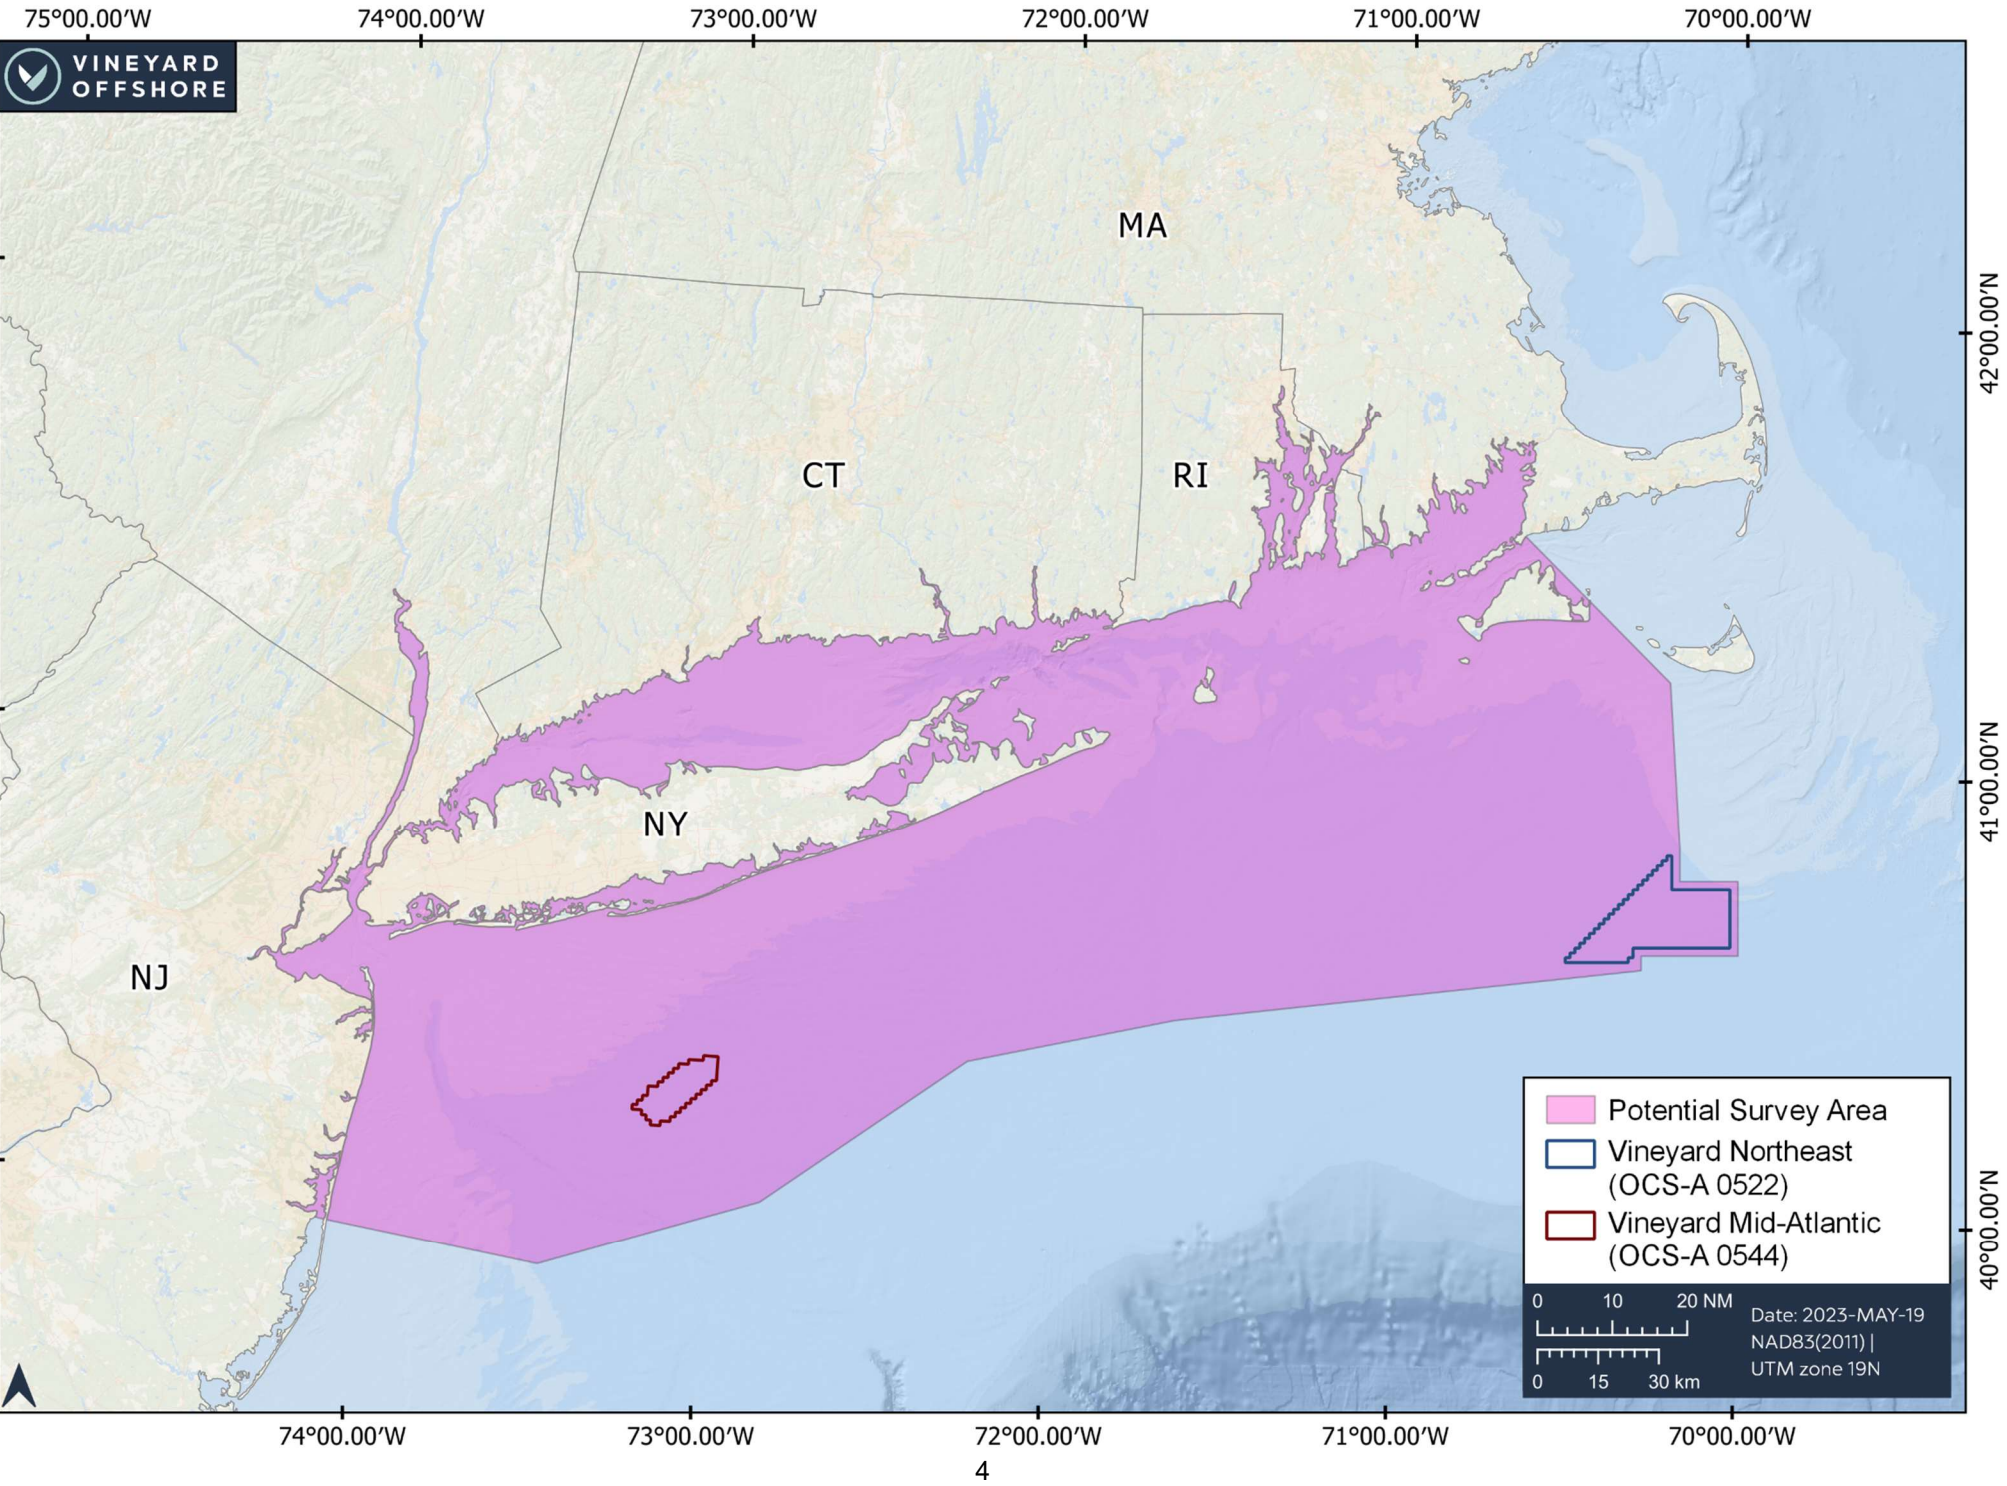 75°00.00′W 74°00.00′W 73°00.00′W 72°00.00′W 71°00.00′W 70°00.00′W
VINEYARD
OFFSHORE
MA
42°00.00′N
CT
RI
41°00.00′N
NY
NJ
40°00.00′N
Potential Survey Area
Vineyard Northeast
(OCS-A 0522)
Vineyard Mid-Atlantic
(OCS-A 0544)
0 10 20 NM
0 15 30 km
Date: 2023-MAY-19
NAD83(2011) |
UTM zone 19N
74°00.00′W 73°00.00′W 72°00.00′W 71°00.00′W 70°00.00′W
4